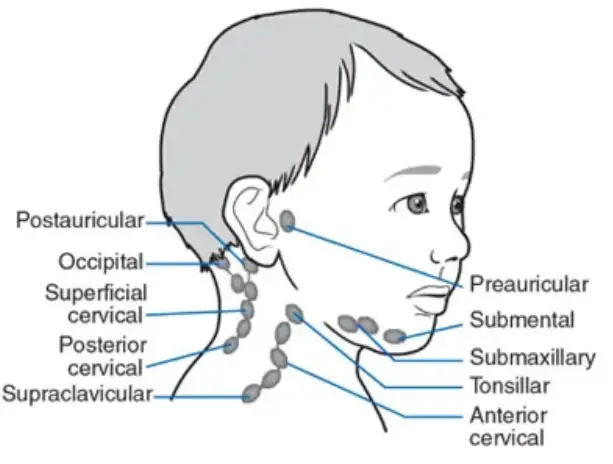 Postauricular
Occipital
Superficial
cervical
Posterior
cervical
Supraclavicular
Preauricular
Submental
Submaxillary
Tonsillar
Anterior
cervical